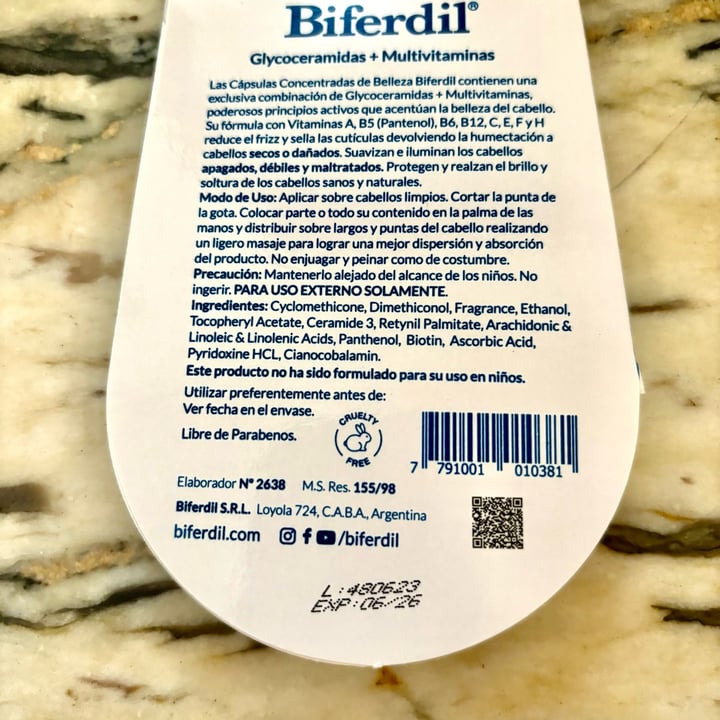 Biferdil®
Glycoceramidas + Multivitaminas
Las Cápsulas Concentradas de Belleza Biferdil contienen una
exclusiva combinación de Glycoceramidas + Multivitaminas,
poderosos principios activos que acentúan la belleza del cabello.
Su fórmula con Vitaminas A, B5 (Pantenol), B6, B12, C, E, F y H
reduce el frizz y sella las cutículas devolviendo la humectación a
cabellos secos o dañados. Suavizan e iluminan los cabellos
apagados, débiles y maltratados. Protegen y realzan el brillo y
soltura de los cabellos sanos y naturales.
Modo de Uso: Aplicar sobre cabellos limpios. Cortar la punta de
la gota. Colocar parte o todo su contenido en la palma de las
manos y distribuir sobre largos y puntas del cabello realizando
un ligero masaje para lograr una mejor dispersión y absorción
del producto. No enjuagar y peinar como de costumbre.
Precaución: Mantenerlo alejado del alcance de los niños. No
ingerir. PARA USO EXTERNO SOLAMENTE.
Ingredientes: Cyclomethicone, Dimethiconol, Fragrance, Ethanol,
Tocopheryl Acetate, Ceramide 3, Retynil Palmitate, Arachidonic &
Linoleic & Linolenic Acids, Panthenol, Biotin, Ascorbic Acid,
Pyridoxine HCL, Cianocobalamin.
Este producto no ha sido formulado para su uso en niños.
Utilizar preferentemente antes de:
Ver fecha en el envase.
Libre de Parabenos.
CRUELTY
FREE
7 791001 010381
Elaborador N° 2638 M.S. Res. 155/98
Biferdil S.R.L. Loyola 724, C.A.B.A., Argentina
biferdil.com /biferdil
L:480623
EXP:06/26